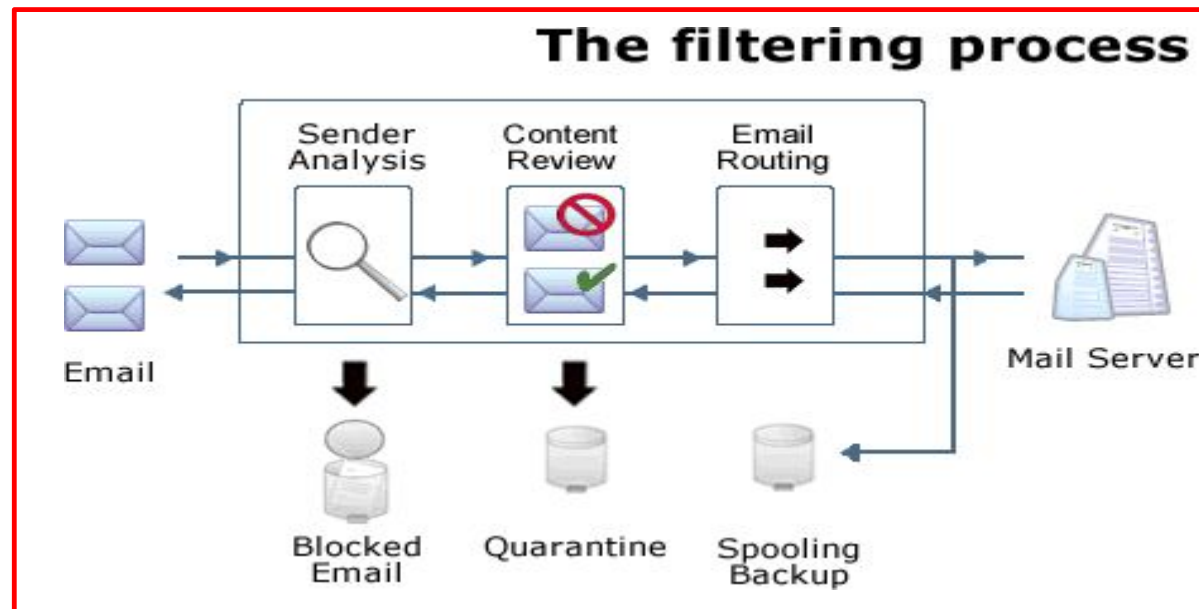 The filtering process
Sender
Analysis
Content
Review
Email
Routing
Email
Mail Server
Blocked
Email
Quarantine
Spooling
Backup